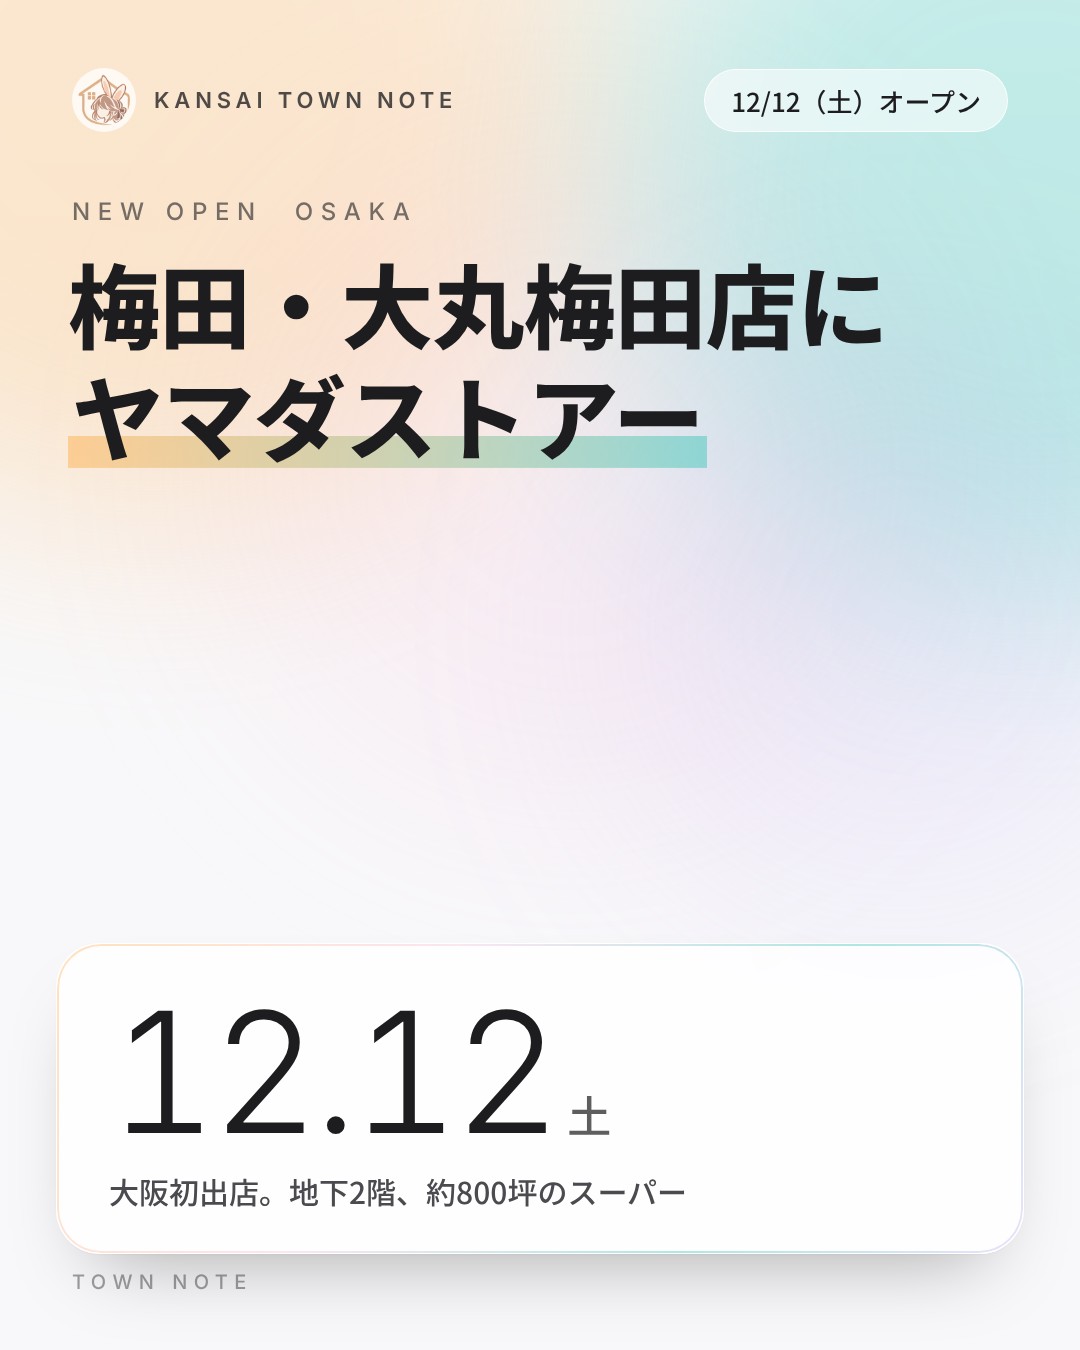 KANSAI TOWN NOTE
12/12（土）オープン
NEW OPEN OSAKA
梅田・大丸梅田店に
ヤマダストアー
12.12 土
大阪初出店。地下2階、約800坪のスーパー
TOWN NOTE